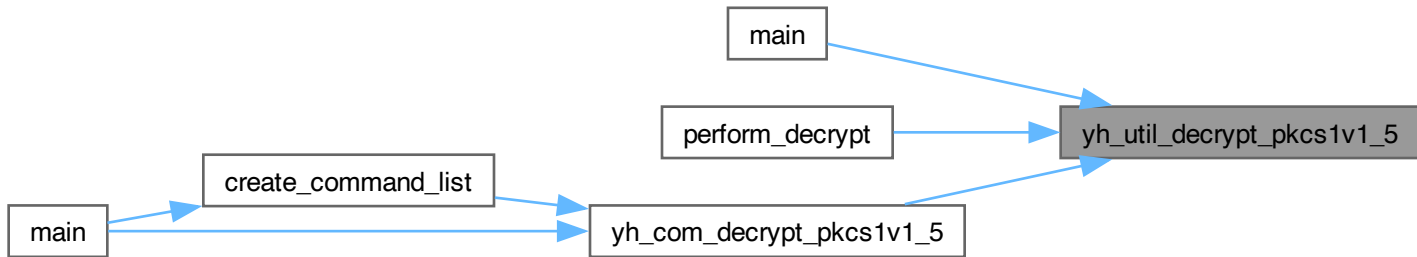 main
perform_decrypt
yh_util_decrypt_pkcs1v1_5
create_command_list
main
yh_com_decrypt_pkcs1v1_5